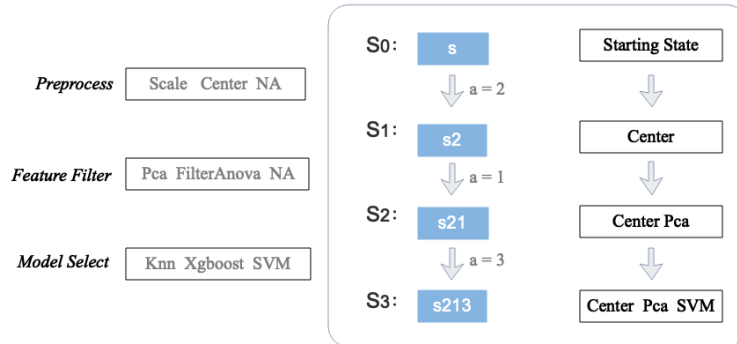 S0: s Starting State
Preprocess Scale Center NA
a = 2
S1: s2 Center
Feature Filter Pca FilterAnova NA
a = 1
S2: s21 Center Pca
Model Select Knn Xgboost SVM
a = 3
S3: s213 Center Pca SVM